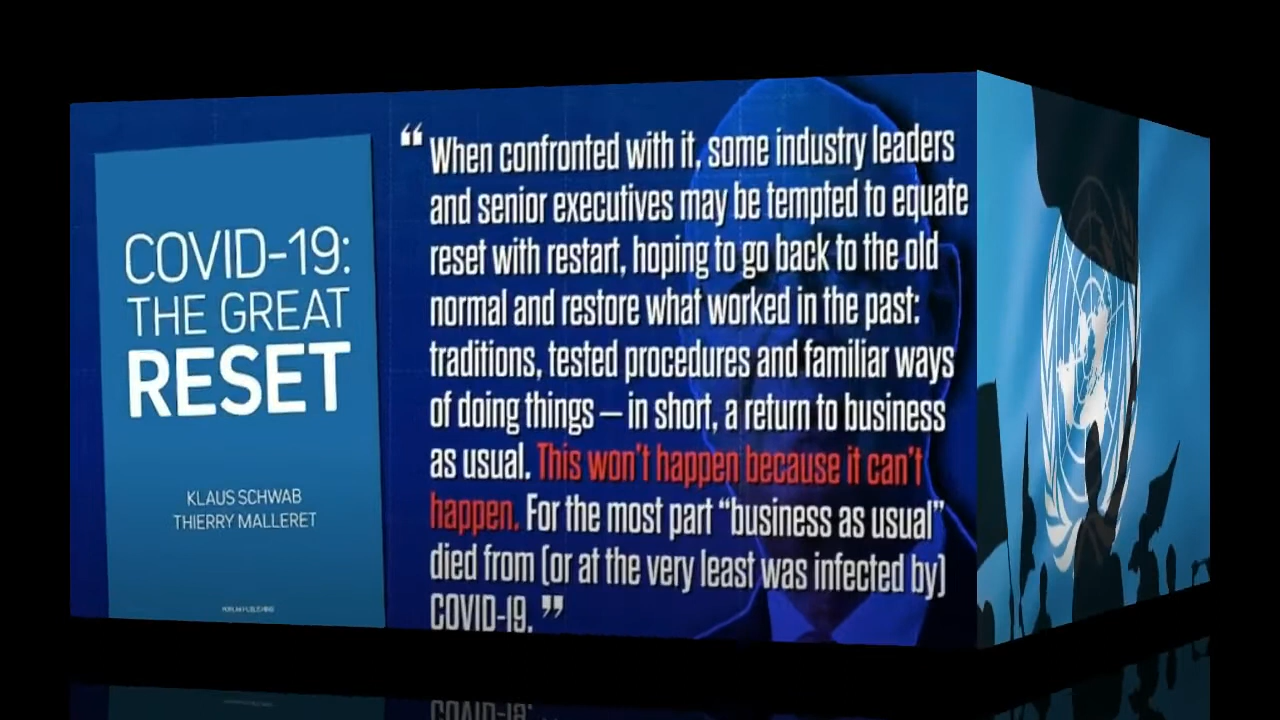 COVID-19:
THE GREAT
RESET
KLAUS SCHWAB
THIERRY MALLERET
FORUM PUBLISHING
“ When confronted with it, some industry leaders
and senior executives may be tempted to equate
reset with restart, hoping to go back to the old
normal and restore what worked in the past:
traditions, tested procedures and familiar ways
of doing things – in short, a return to business
as usual. This won't happen because it can't
happen. For the most part “business as usual”
died from (or at the very least was infected by)
COVID-19. ”